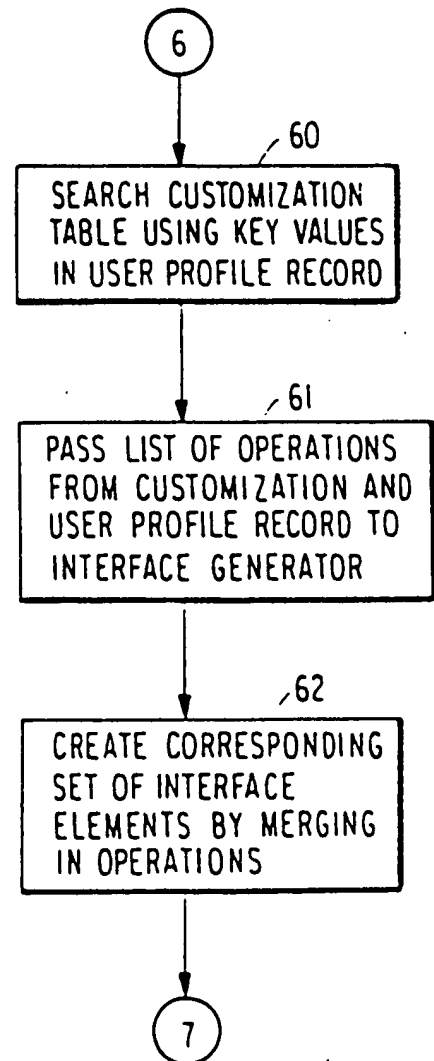 6
60
SEARCH CUSTOMIZATION
TABLE USING KEY VALUES
IN USER PROFILE RECORD
61
PASS LIST OF OPERATIONS
FROM CUSTOMIZATION AND
USER PROFILE RECORD TO
INTERFACE GENERATOR
62
CREATE CORRESPONDING
SET OF INTERFACE
ELEMENTS BY MERGING
IN OPERATIONS
7